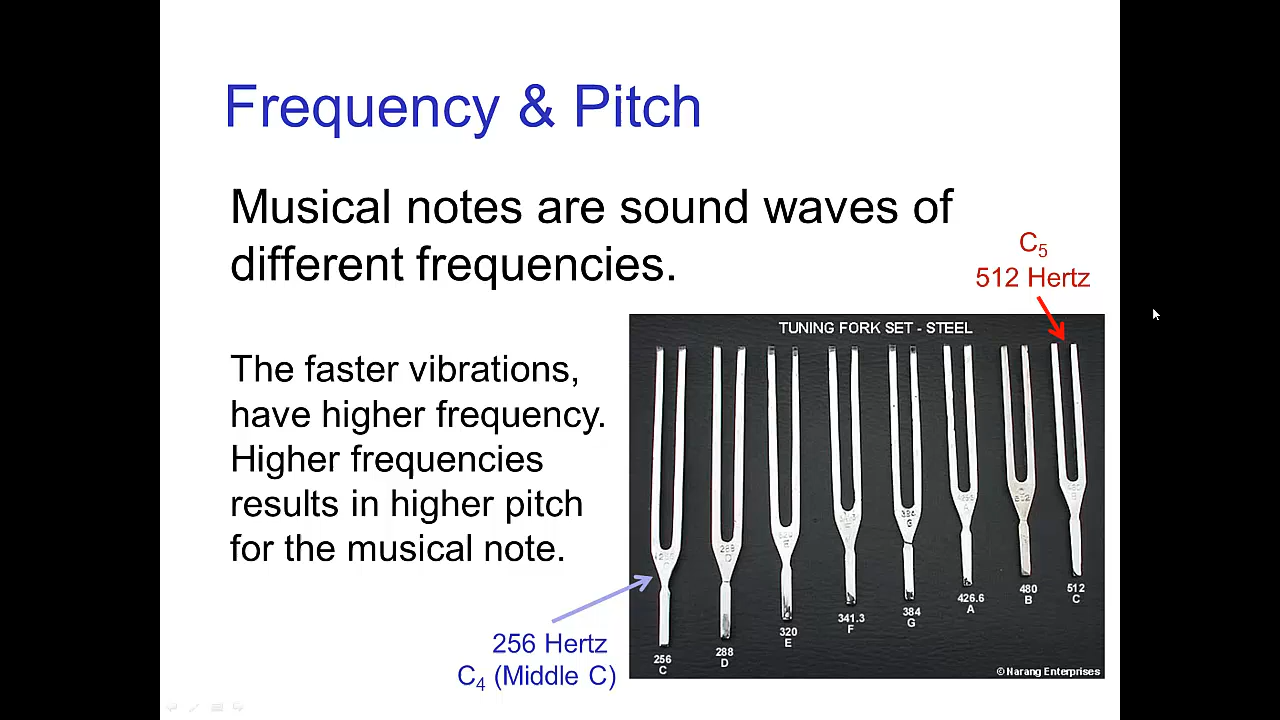 Frequency & Pitch
Musical notes are sound waves of
different frequencies.
C5
512 Hertz
The faster vibrations,
have higher frequency.
Higher frequencies
results in higher pitch
for the musical note.
256 Hertz
C4 (Middle C)
TUNING FORK SET - STEEL
256
C
288
D
320
E
341.3
F
384
G
426.6
A
480
B
512
C
© Narang Enterprises